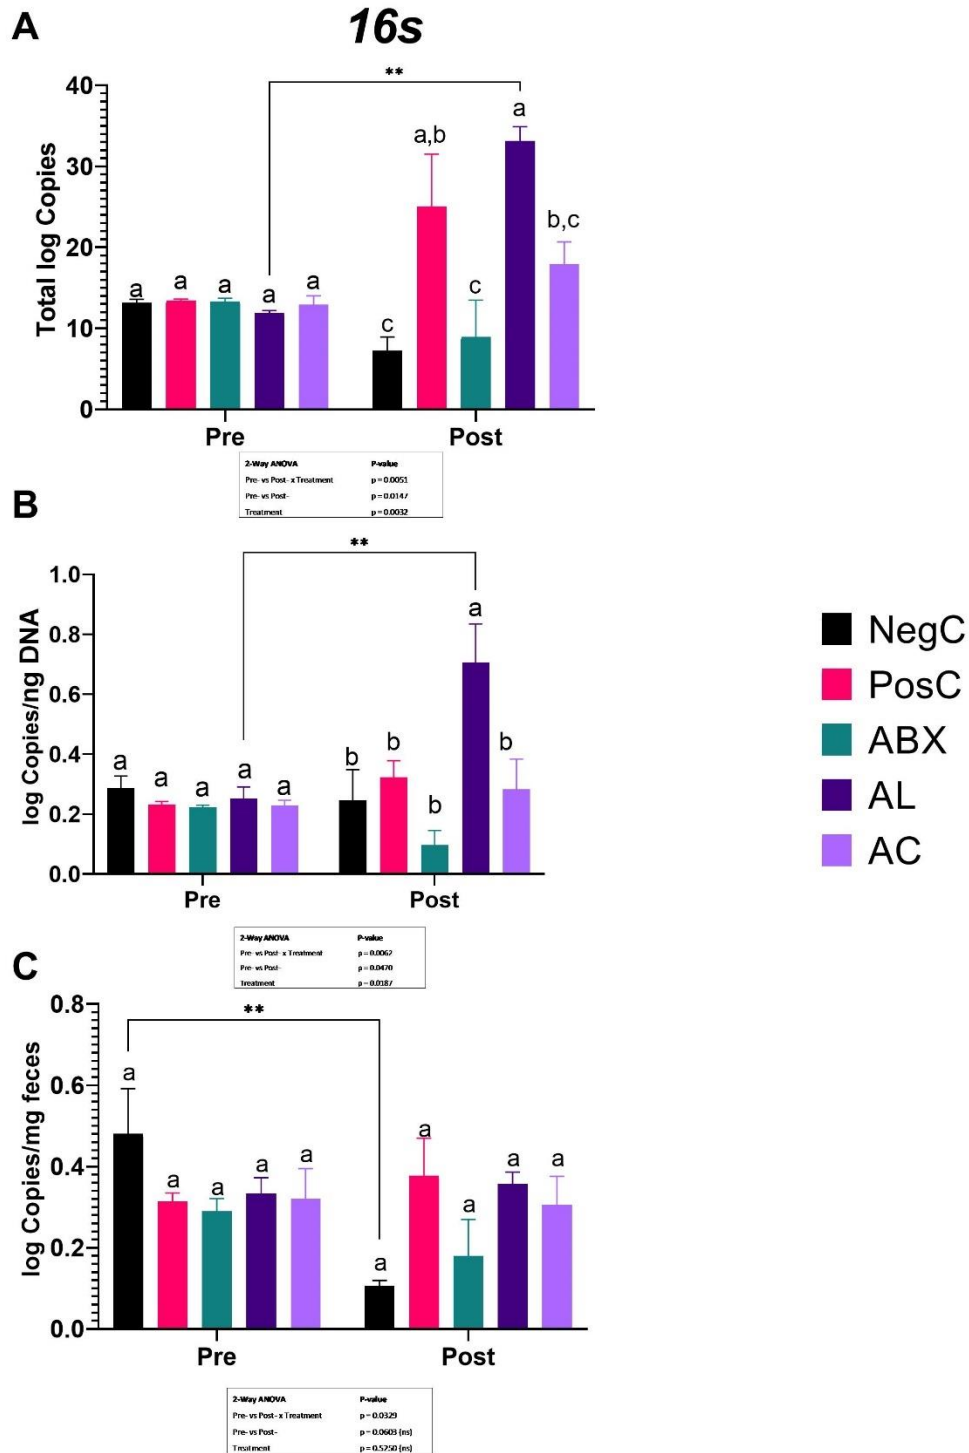 A
16s
**
Total log Copies
40
30
20
10
0
a a a a a
c a,b c a b,c
Pre Post
2-Way ANOVA P-value
Pre- vs Post- x Treatment p = 0.0051
Pre- vs Post- p = 0.0147
Treatment p = 0.0032
B
**
log Copies/ng DNA
1.0
0.8
0.6
0.4
0.2
0.0
a a a a a
b b b a b
Pre Post
2-Way ANOVA P-value
Pre- vs Post- x Treatment p = 0.0062
Pre- vs Post- p = 0.0470
Treatment p = 0.0187
NegC
PosC
ABX
AL
AC
C
**
log Copies/mg feces
0.8
0.6
0.4
0.2
0.0
a a a a a
a a a a a
Pre Post
2-Way ANOVA P-value
Pre- vs Post- x Treatment p = 0.0329
Pre- vs Post- p = 0.0603 (ns)
Treatment p = 0.5250 (ns)